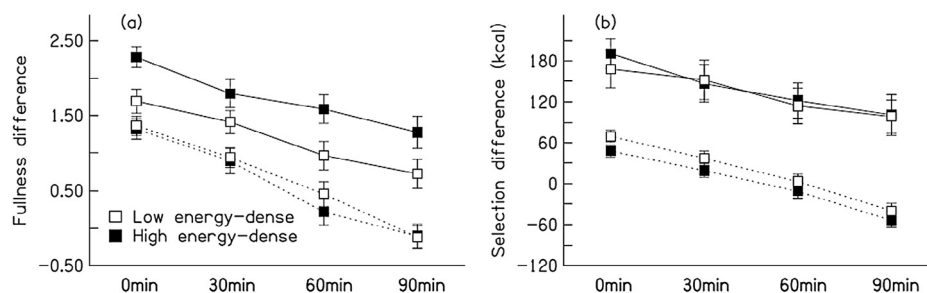 (a)
Fullness difference
2.50
1.50
0.50
−0.50
Low energy-dense
High energy-dense
0min 30min 60min 90min
(b)
Selection difference (kcal)
180
120
60
0
−60
−120
0min 30min 60min 90min